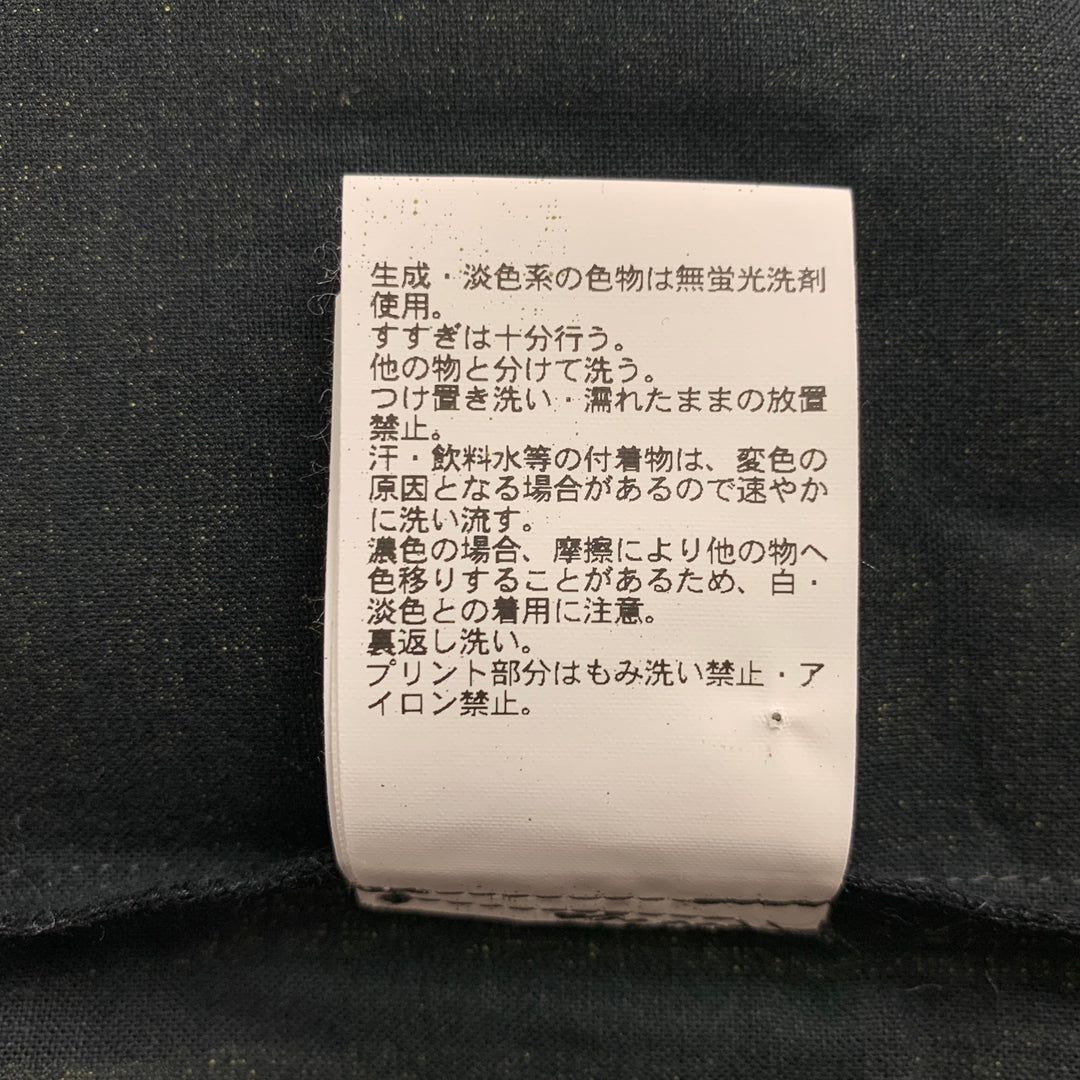 生成・淡色系の色物は無蛍光洗剤
使用。
すすぎは十分行う。
他の物と分けて洗う。
つけ置き洗い・濡れたままの放置
禁止。
汗・飲料水等の付着物は、変色の
原因となる場合があるので速やか
に洗い流す。
濃色の場合、摩擦により他の物へ
色移りすることがあるため、白・
淡色との着用に注意。
裏返し洗い。
プリント部分はもみ洗い禁止・ア
イロン禁止。